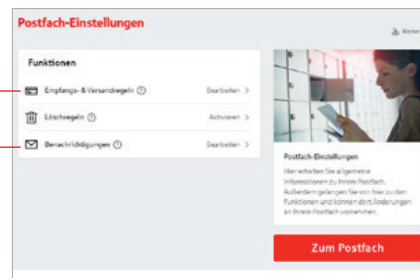 Postfach-Einstellungen
Funktionen
Empfangs- & Versandregeln
Bearbeiten >
Löschregeln
Aktivieren >
Benachrichtigungen
Bearbeiten >
Postfach-Einstellungen
Hier erhalten Sie allgemeine
Informationen zu Ihrem Postfach.
Außerdem gelangen Sie von hier zu den
Funktionen und können dort Änderungen
an Ihrem Postfach vornehmen.
Zum Postfach